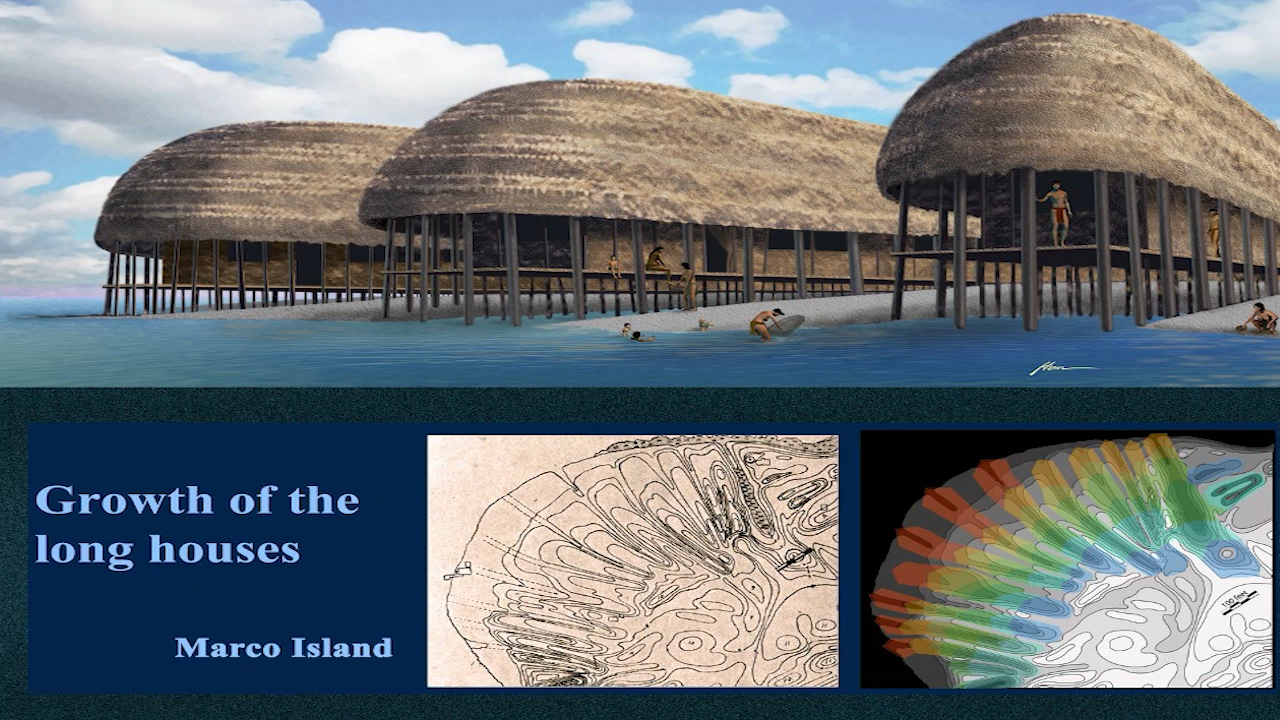 Growth of the
long houses
Marco Island
100 feet